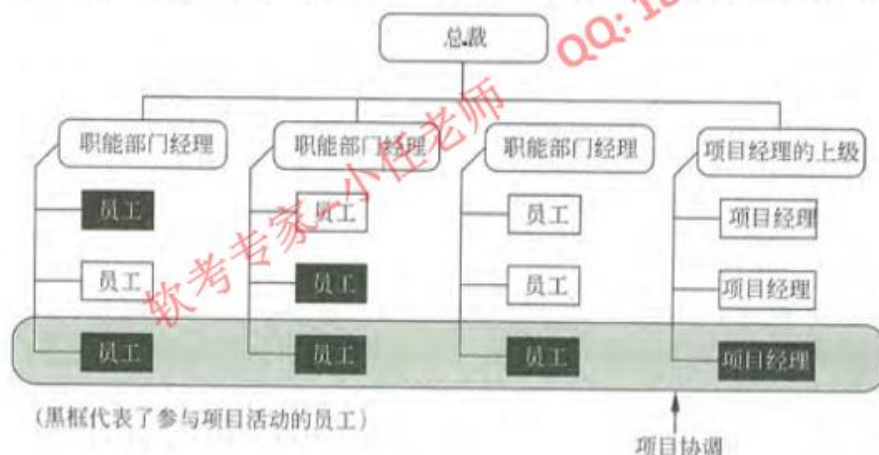 总裁
QQ: 18
职能部门经理 职能部门经理 职能部门经理 项目经理的上级
员工 员工 员工 项目经理
员工 员工 员工 项目经理
员工 员工 员工 项目经理
软考专家--小任老师
(黑框代表了参与项目活动的员工)
项目协调